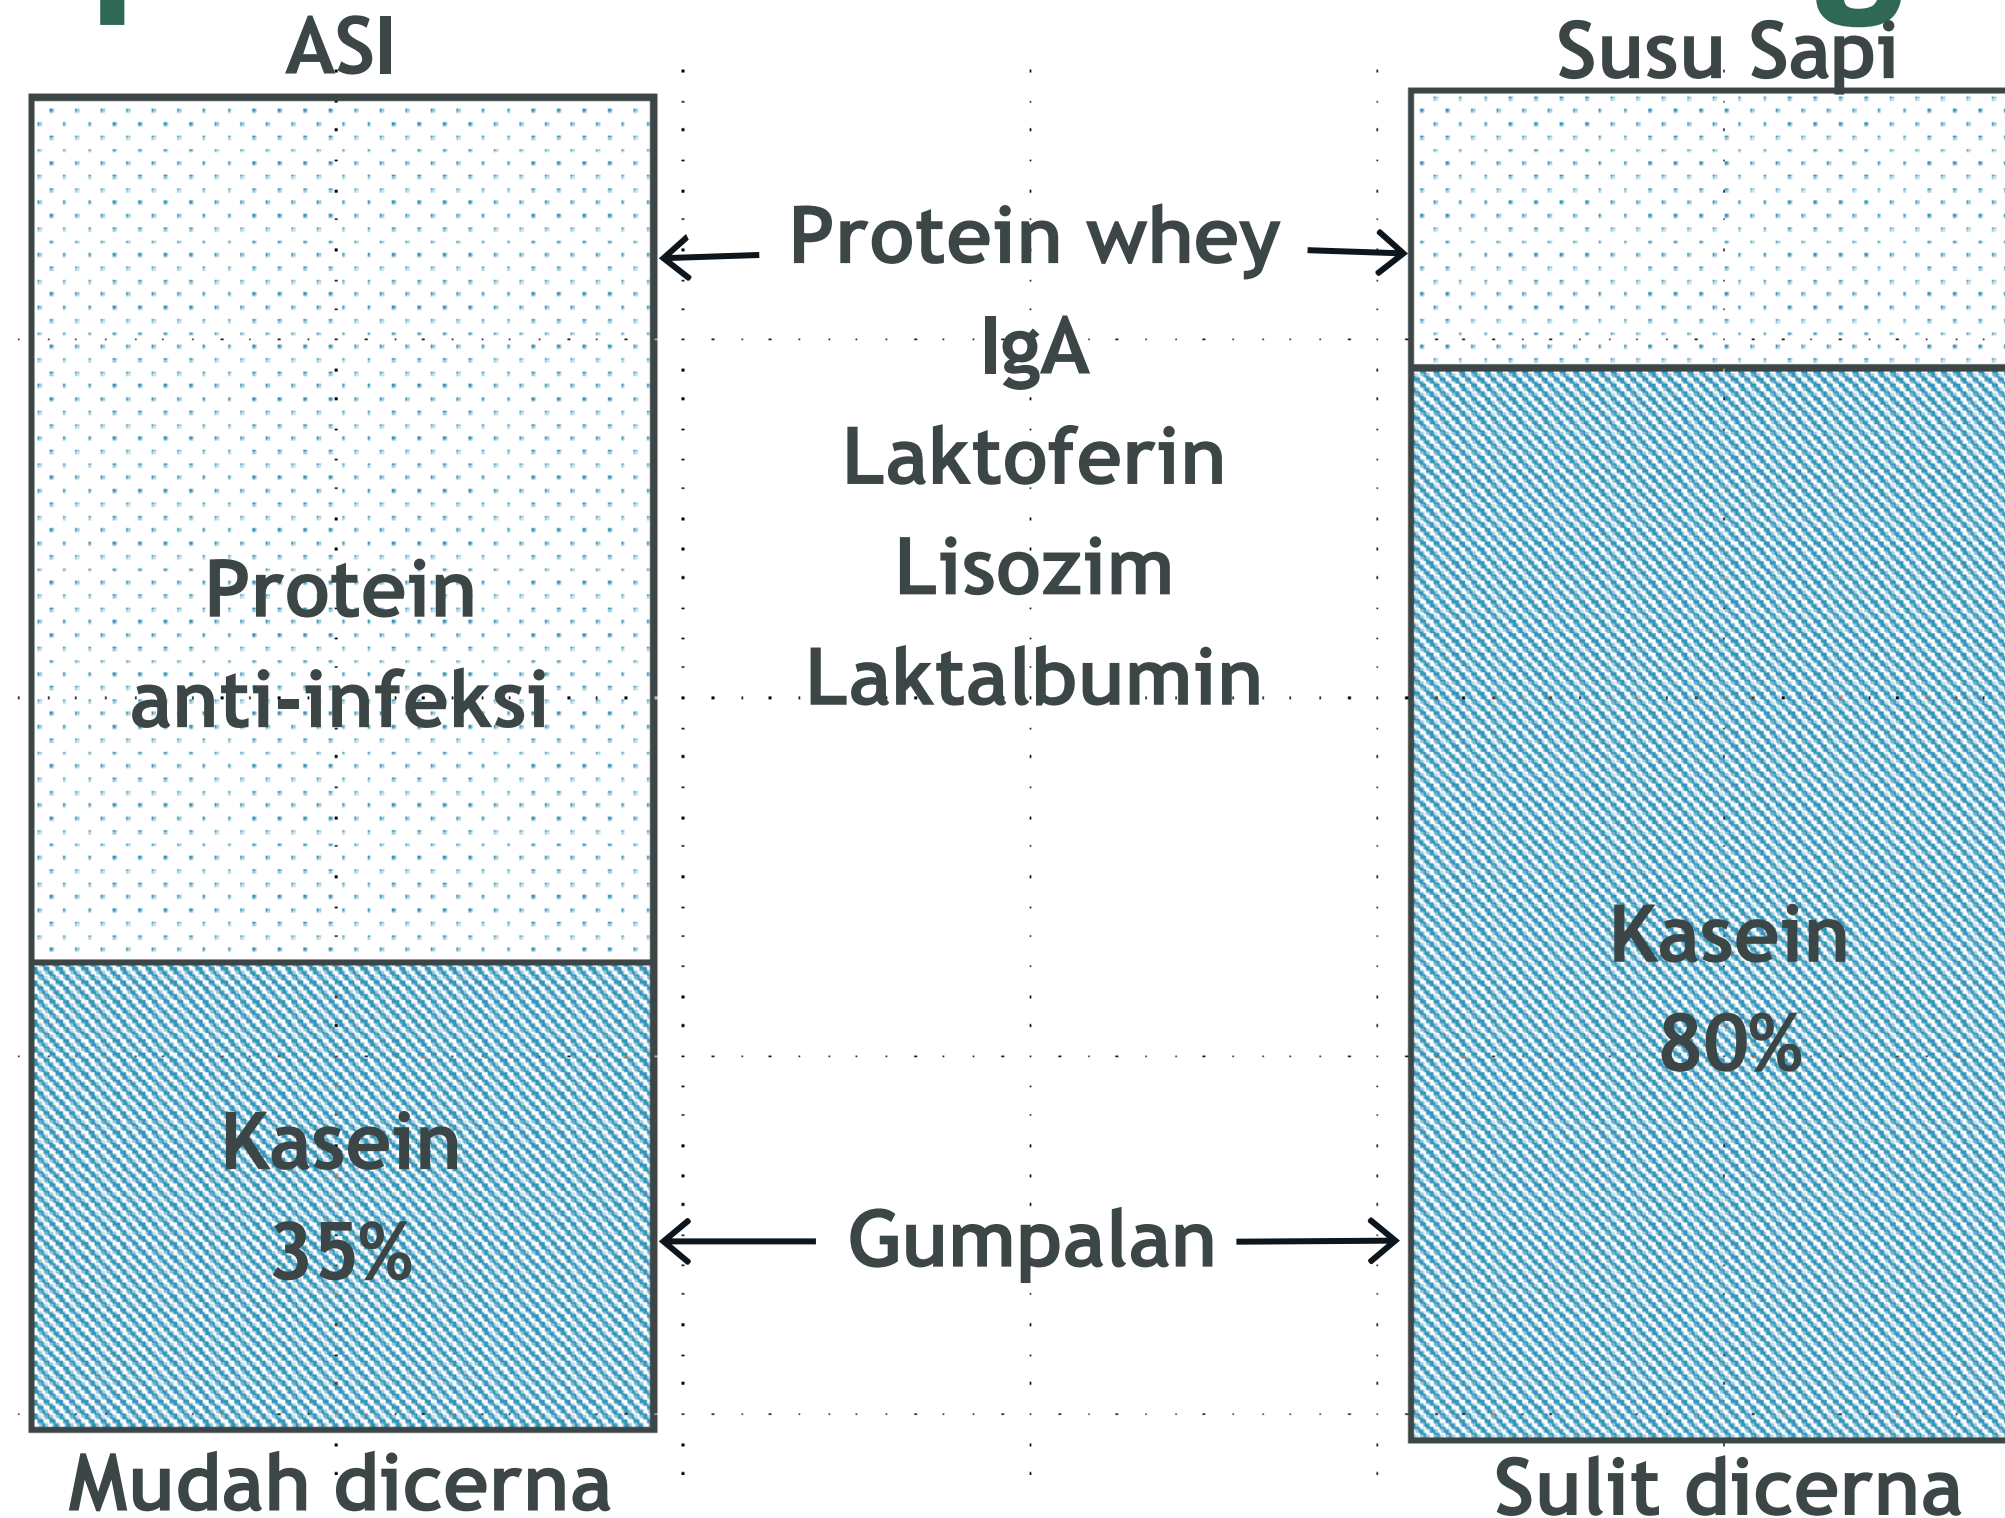 ASI
Susu Sapi
Protein whey
IgA
Laktoferin
Lisozim
Laktalbumin
Protein
anti-infeksi
Kasein
80%
Kasein
35%
Gumpalan
Mudah dicerna
Sulit dicerna